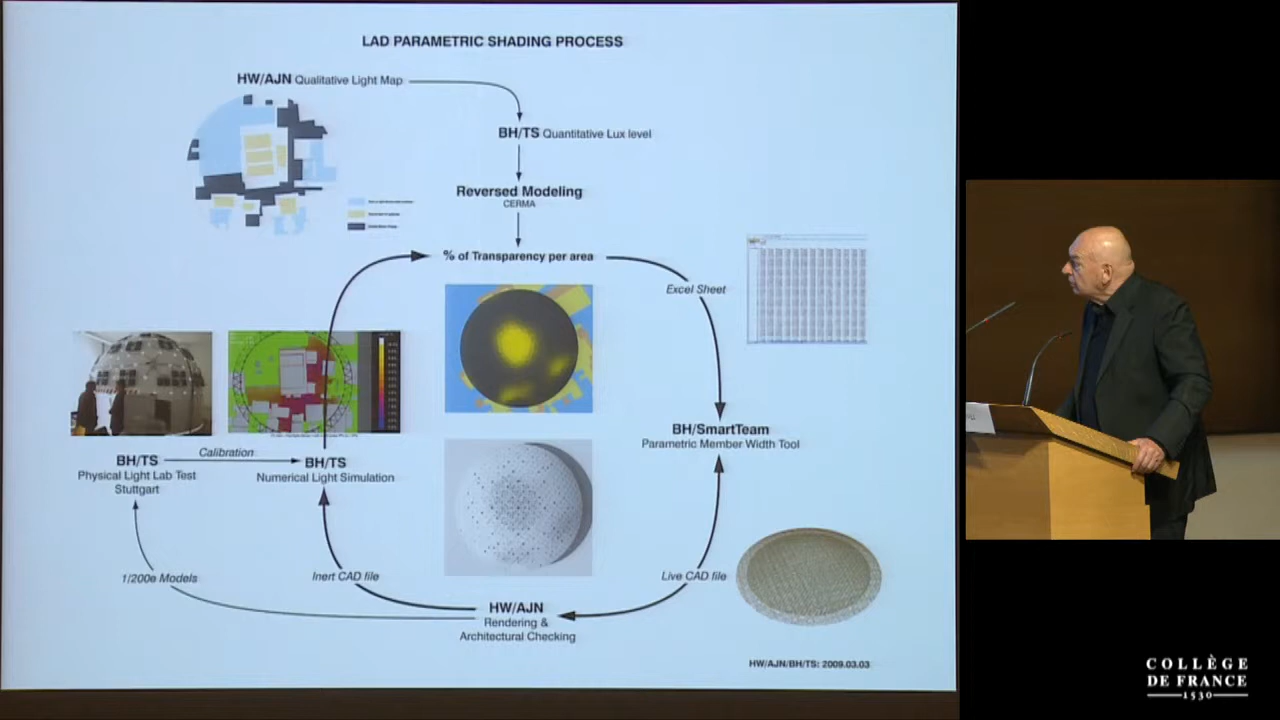 LAD PARAMETRIC SHADING PROCESS
HW/AJN Qualitative Light Map
BH/TS Quantitative Lux level
Reversed Modeling
CERMA
% of Transparency per area
Excel Sheet
BH/SmartTeam
Parametric Member Width Tool
BH/TS
Physical Light Lab Test
Stuttgart
Calibration
BH/TS
Numerical Light Simulation
1/200e Models
Inert CAD file
Live CAD file
HW/AJN
Rendering &
Architectural Checking
HW/AJN/BH/TS: 2009.03.03
COLLÈGE
DE FRANCE
1530